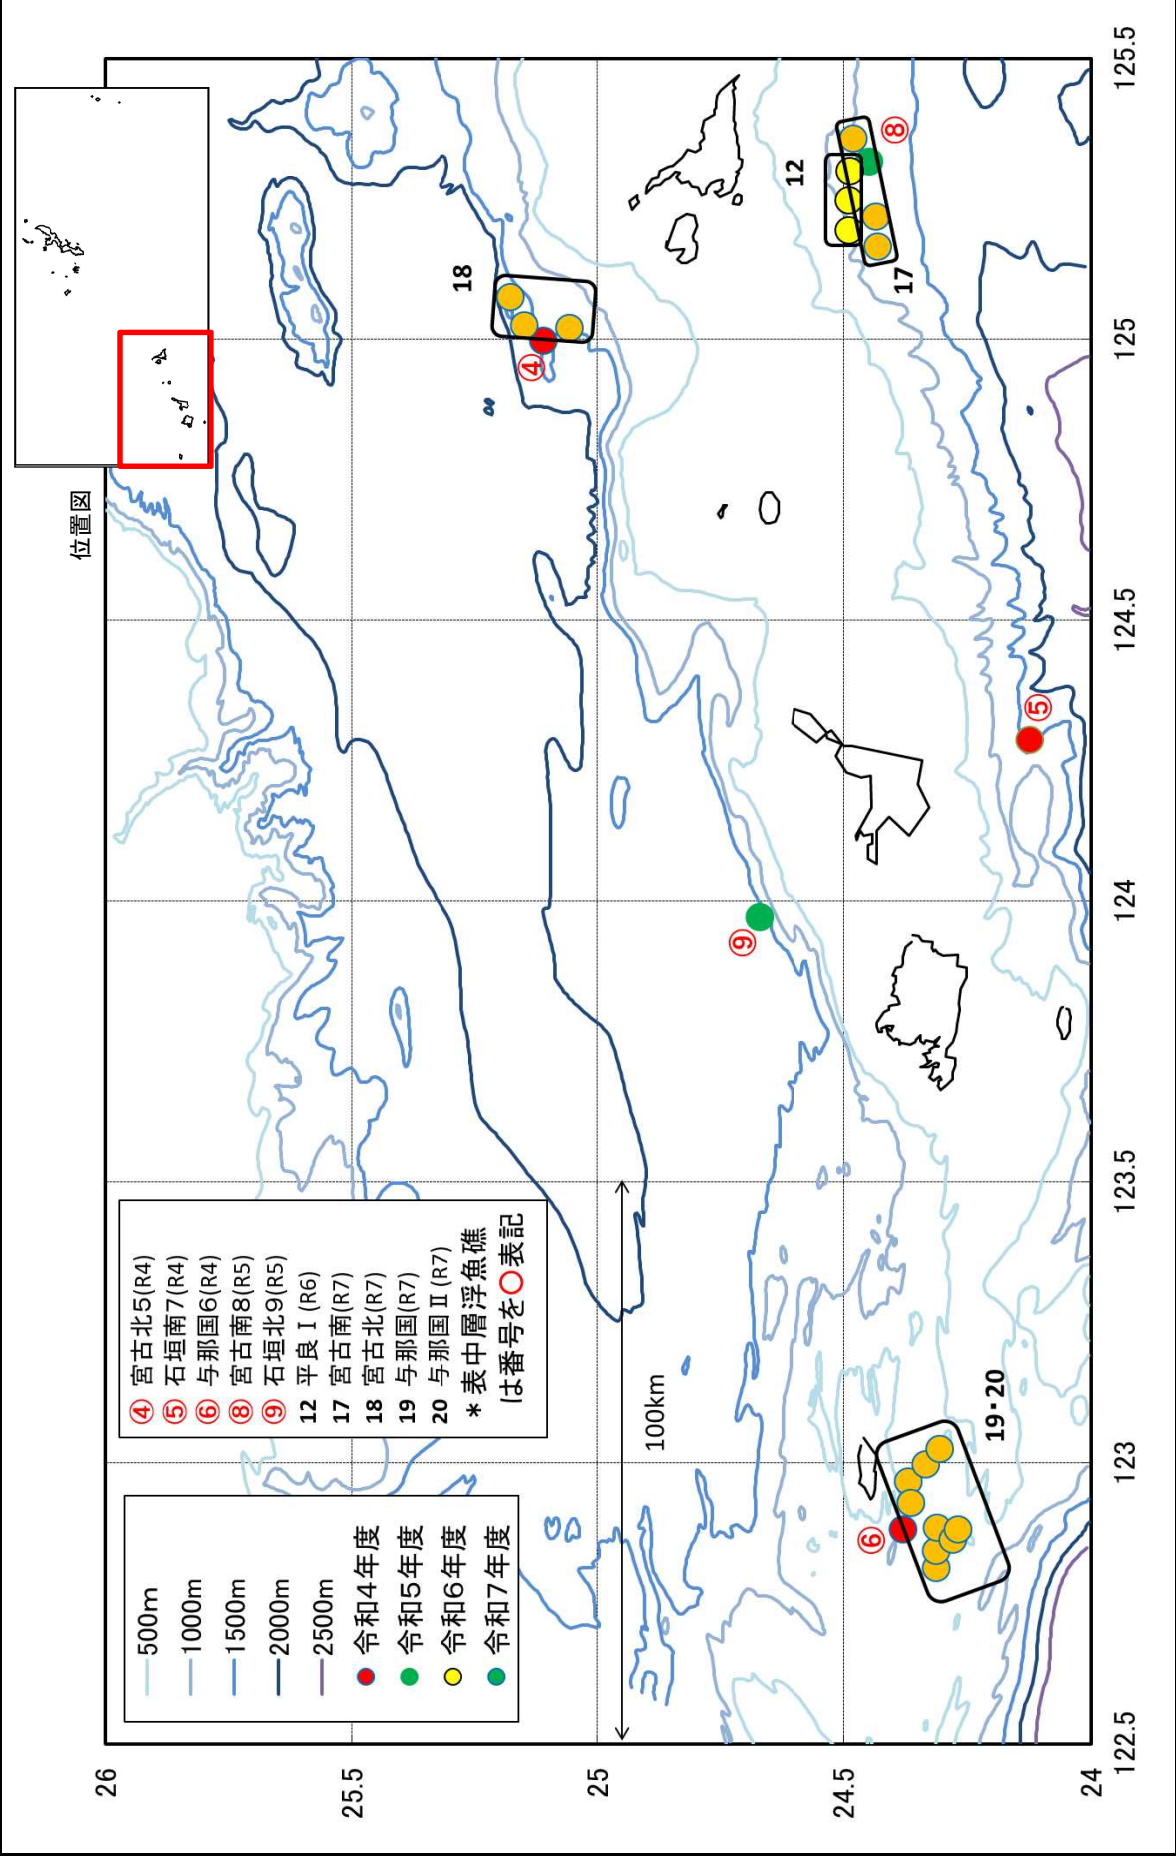 位置図
500m
1000m
1500m
2000m
2500m
令和4年度
令和5年度
令和6年度
令和7年度
④ 宮古北5(R4)
⑤ 石垣南7(R4)
⑥ 与那国6(R4)
⑧ 宮古南8(R5)
⑨ 石垣北9(R5)
12 平良Ⅰ(R6)
17 宮古南(R7)
18 宮古北(R7)
19 与那国(R7)
20 与那国Ⅱ(R7)
＊表中層浮魚礁
は番号を〇表記
100km
④
18
12
⑧
17
⑤
⑨
⑥
19・20
26
25.5
25
24.5
24
122.5
123
123.5
124
124.5
125
125.5